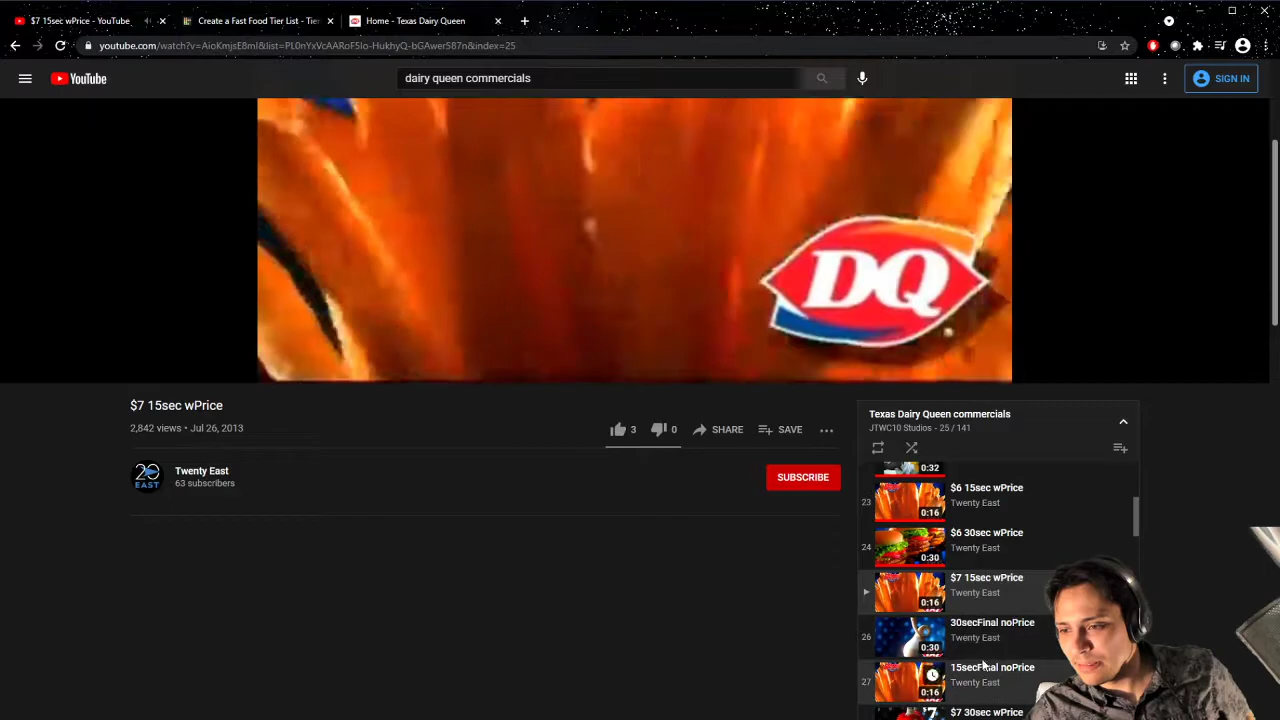 $7 15sec wPrice - YouTube
Create a Fast Food Tier List - Tier
Home - Texas Dairy Queen
youtube.com/watch?v=AioKmjsE8mI&list=PL0nYxVcAARoF5Io-HukhyQ-bGAwer587n&index=25
YouTube
dairy queen commercials
SIGN IN
DQ
$7 15sec wPrice
2,842 views • Jul 26, 2013
3
0
SHARE
SAVE
20
EAST
Twenty East
63 subscribers
SUBSCRIBE
Texas Dairy Queen commercials
JTWC10 Studios - 25 / 141
0:32
23
0:16
$6 15sec wPrice
Twenty East
24
0:30
$6 30sec wPrice
Twenty East
0:16
$7 15sec wPrice
Twenty East
26
0:30
30secFinal noPrice
Twenty East
27
0:16
15secFinal noPrice
Twenty East
$7 30sec wPrice